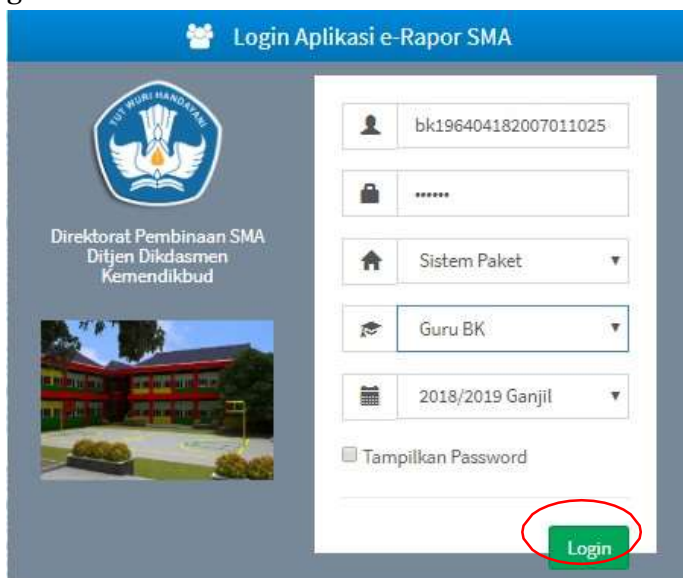 Login Aplikasi e-Rapor SMA
TUT WURI HANDAYANI
Direktorat Pembinaan SMA
Ditjen Dikdasmen
Kemendikbud
bk196404182007011025
••••••
Sistem Paket
Guru BK
2018/2019 Ganjil
Tampilkan Password
Login